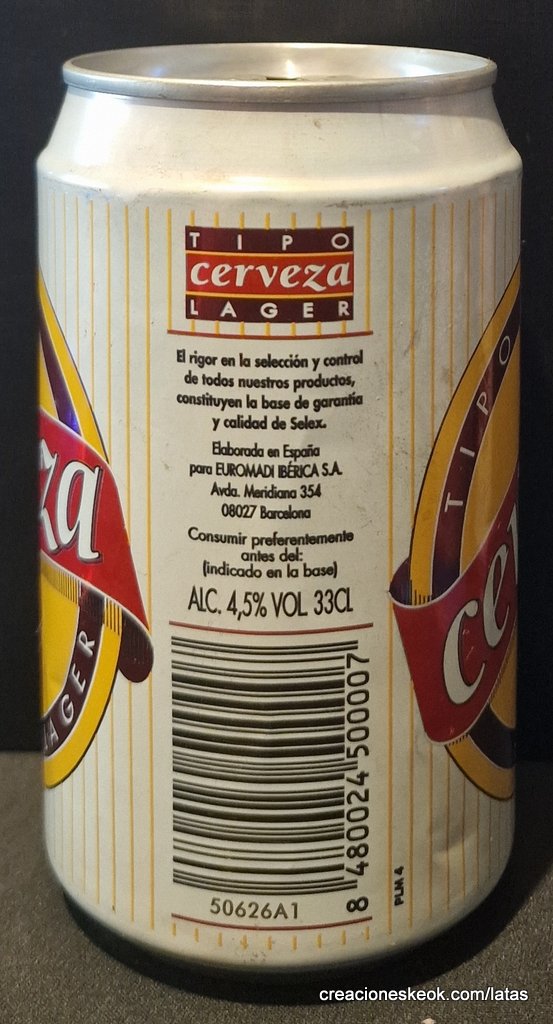 TIPO
cerveza
LAGER
El rigor en la selección y control
de todos nuestros productos,
constituyen la base de garantía
y calidad de Selex.
Elaborada en España
para EUROMADI IBÉRICA S.A.
Avda. Meridiana 354
08027 Barcelona
Consumir preferentemente
antes del:
(indicado en la base)
ALC. 4,5% VOL. 33CL
8 480024 500007
50626A1
PLM 4
za
AGER
TIPO
ce
creacioneskeok.com/latas